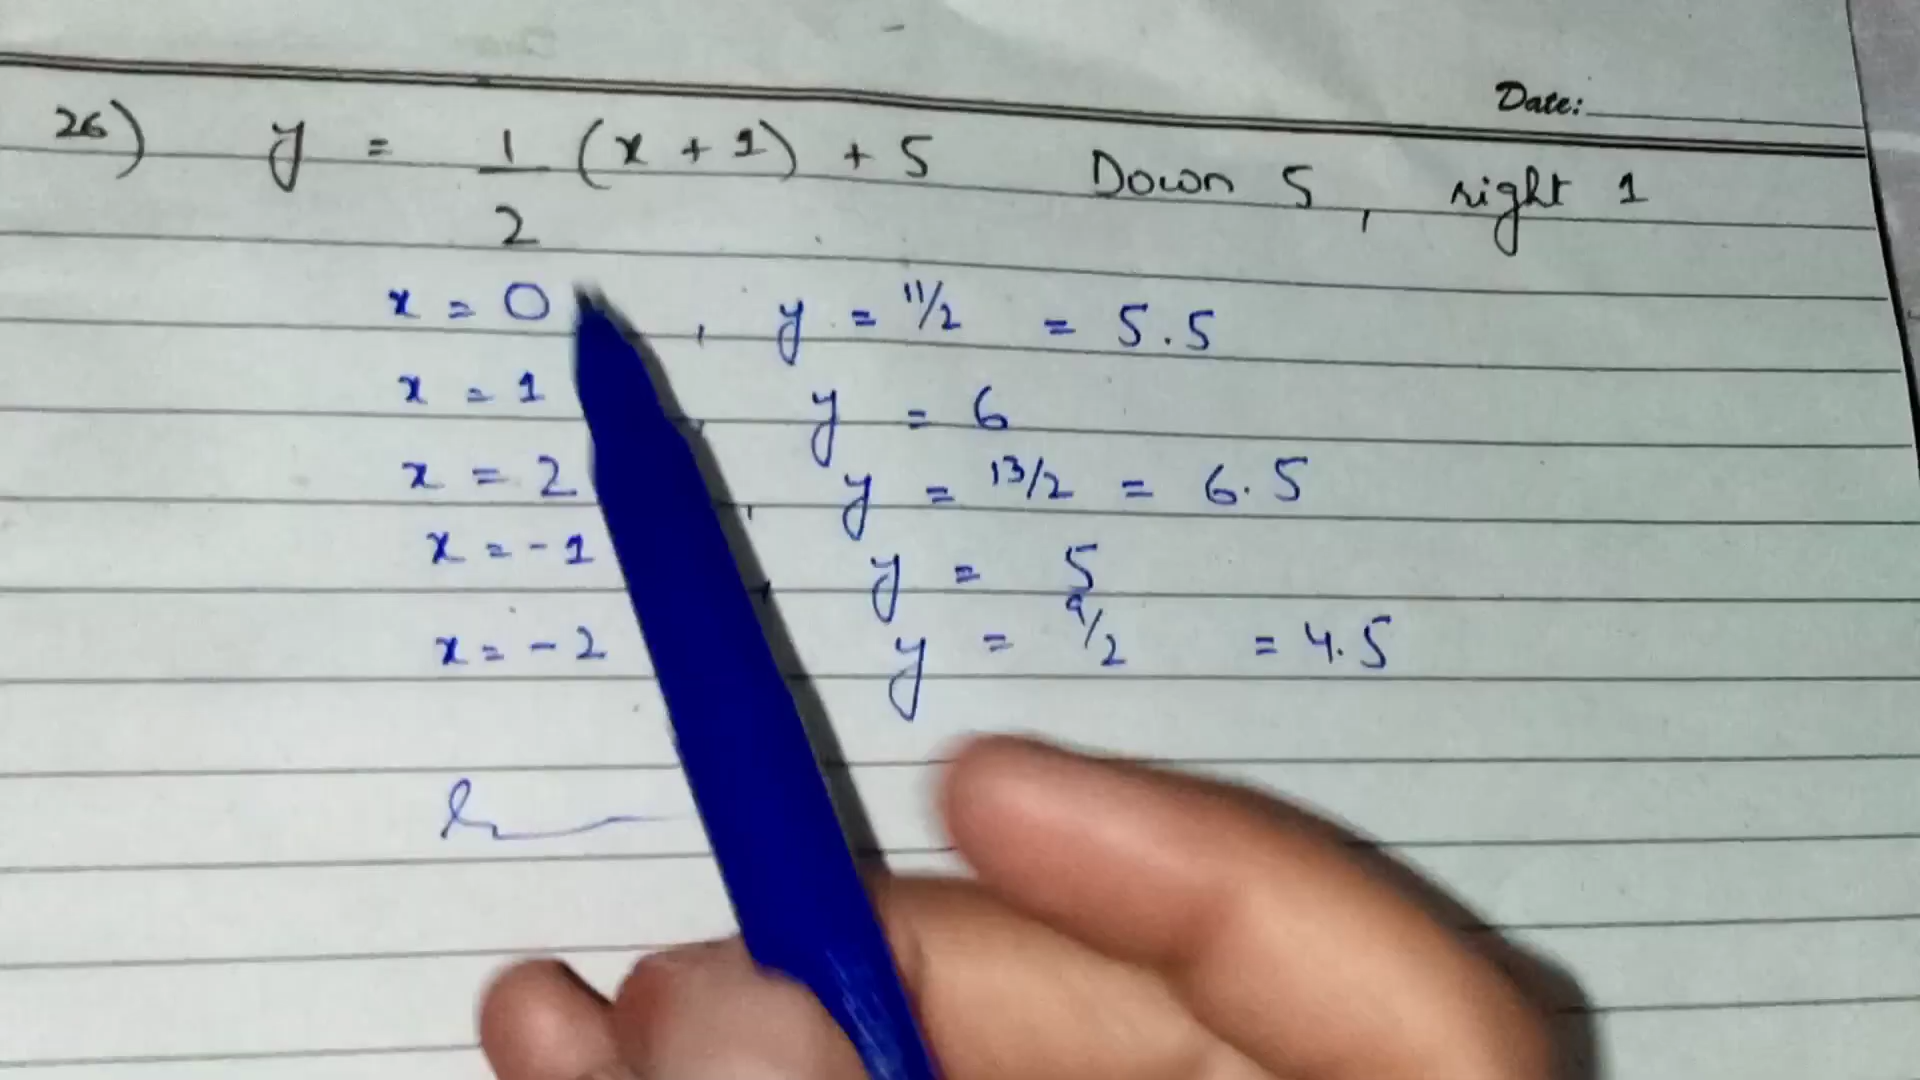 Date:
26) y = 1/2 (x + 1) + 5 Down 5, right 1
x = 0, y = 11/2 = 5.5
x = 1, y = 6
x = 2, y = 13/2 = 6.5
x = -1, y = 5
x = -2 y = 9/2 = 4.5